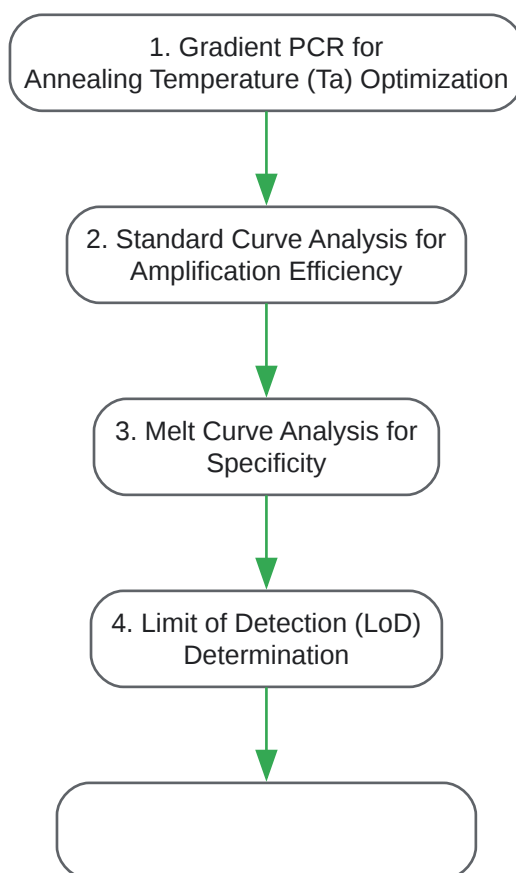 1. Gradient PCR for
Annealing Temperature (Ta) Optimization
2. Standard Curve Analysis for
Amplification Efficiency
3. Melt Curve Analysis for
Specificity
4. Limit of Detection (LoD)
Determination